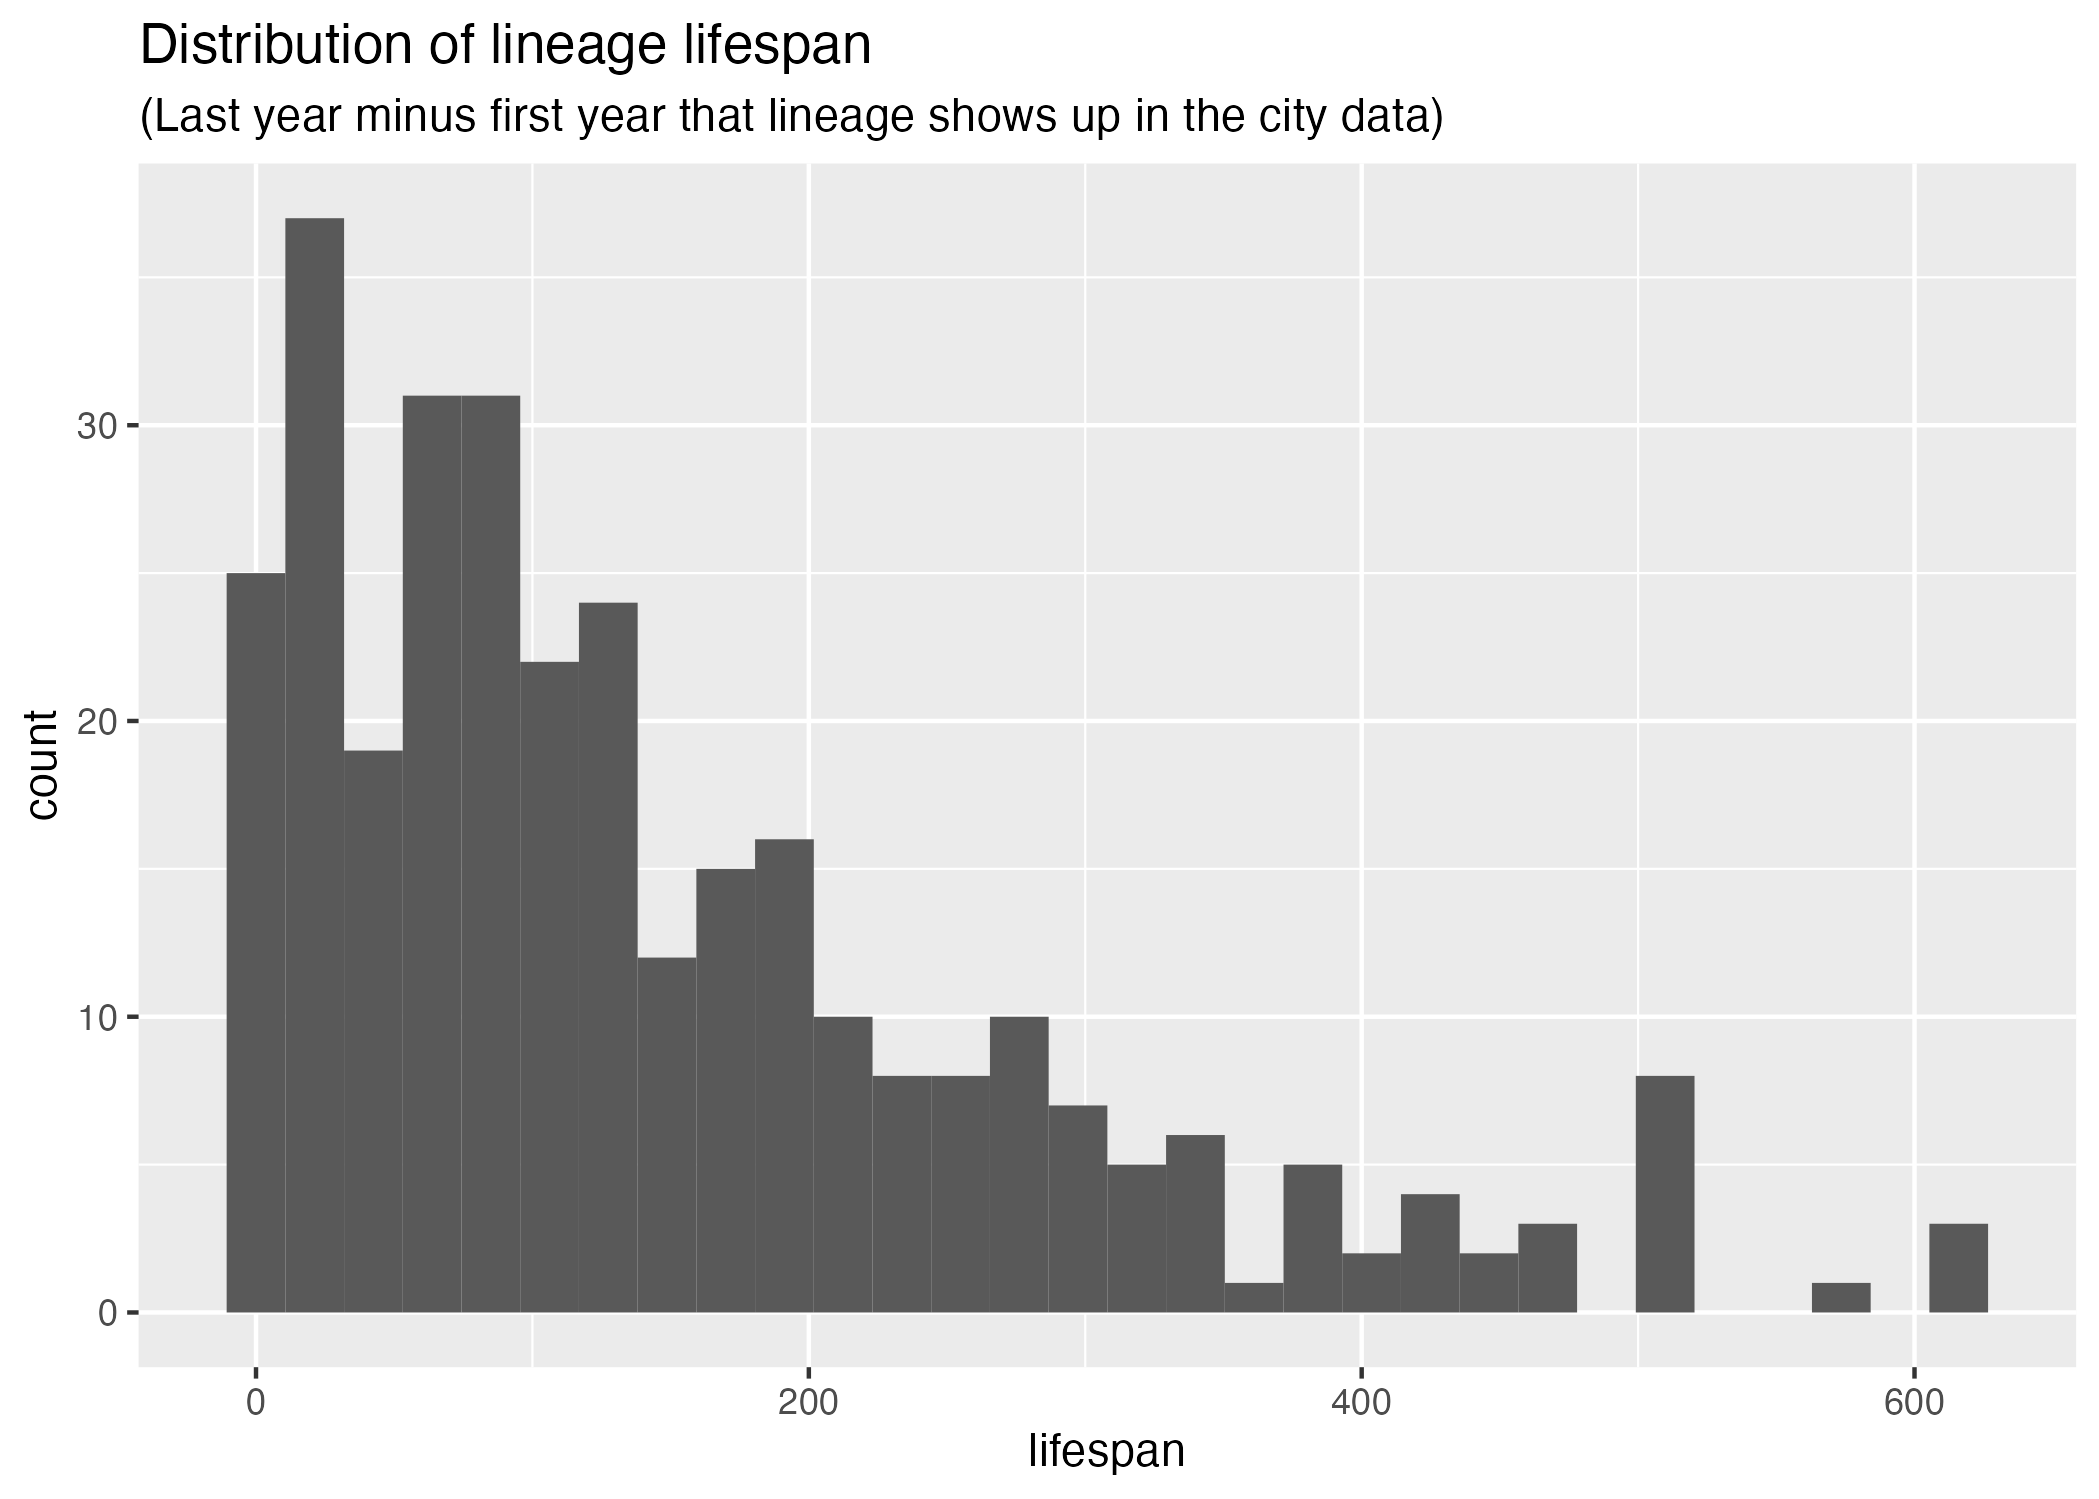 Distribution of lineage lifespan
(Last year minus first year that lineage shows up in the city data)
30
20
10
0
count
0 200 400 600
lifespan